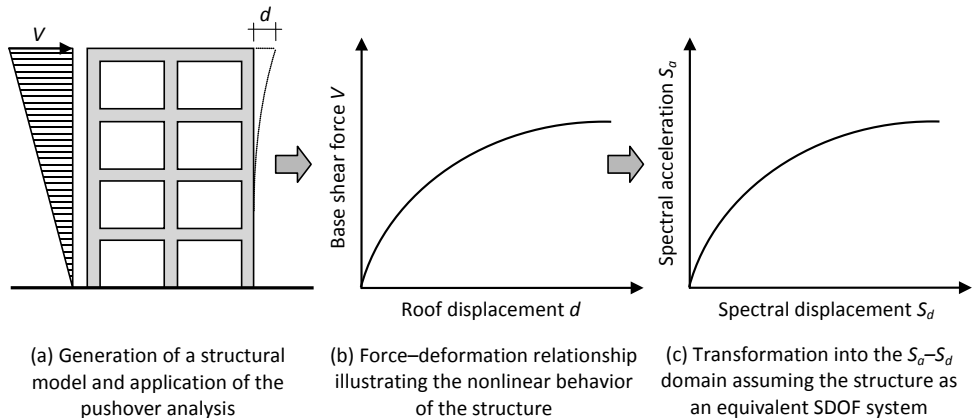 d
V
Base shear force V
Roof displacement d
Spectral acceleration Sₐ
Spectral displacement S_d
(a) Generation of a structural
model and application of the
pushover analysis
(b) Force–deformation relationship
illustrating the nonlinear behavior
of the structure
(c) Transformation into the Sₐ–S_d
domain assuming the structure as
an equivalent SDOF system